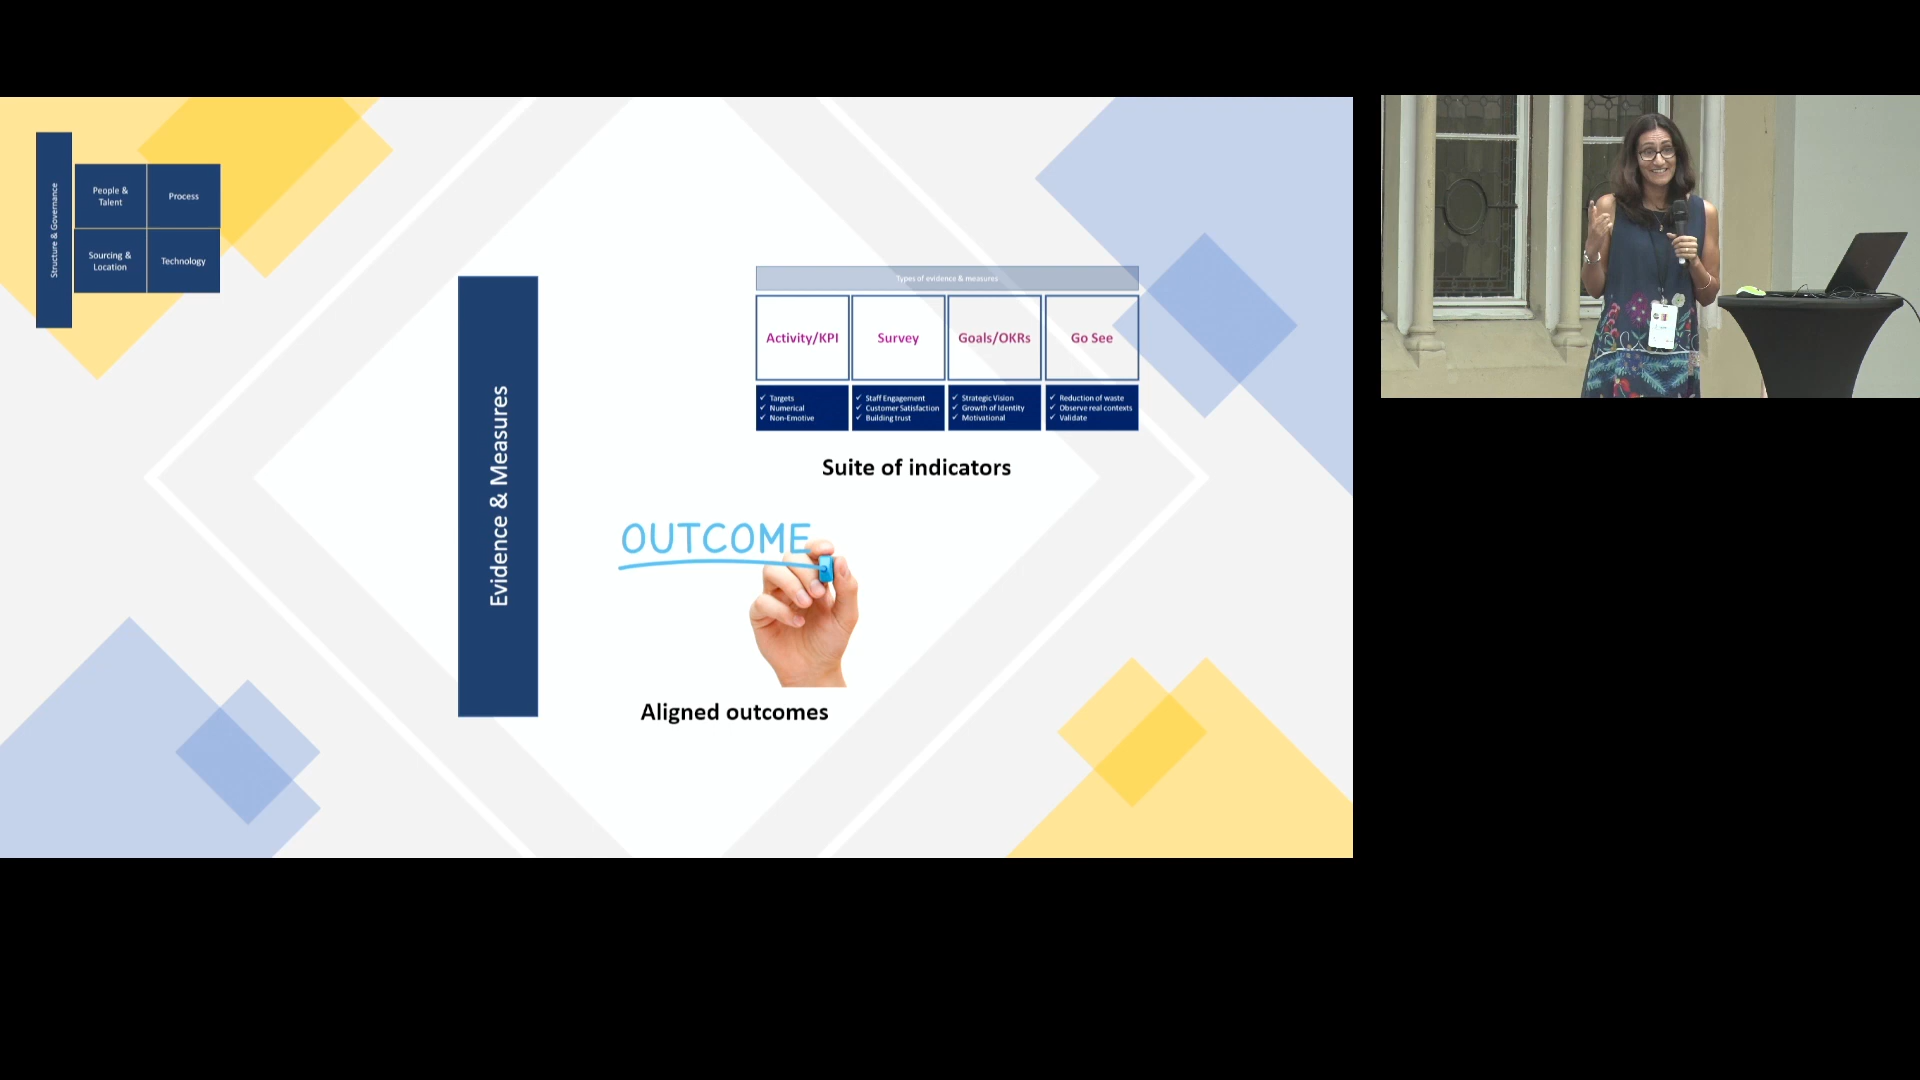 Structure & Governance
People &
Talent
Process
Sourcing &
Location
Technology
Evidence & Measures
Types of evidence & measures
Activity/KPI
Survey
Goals/OKRs
Go See
✓ Targets
✓ Numerical
✓ Non-Emotive
✓ Staff Engagement
✓ Customer Satisfaction
✓ Building trust
✓ Strategic Vision
✓ Growth of Identity
✓ Motivational
✓ Reduction of waste
✓ Observe real contexts
✓ Validate
Suite of indicators
OUTCOME
Aligned outcomes